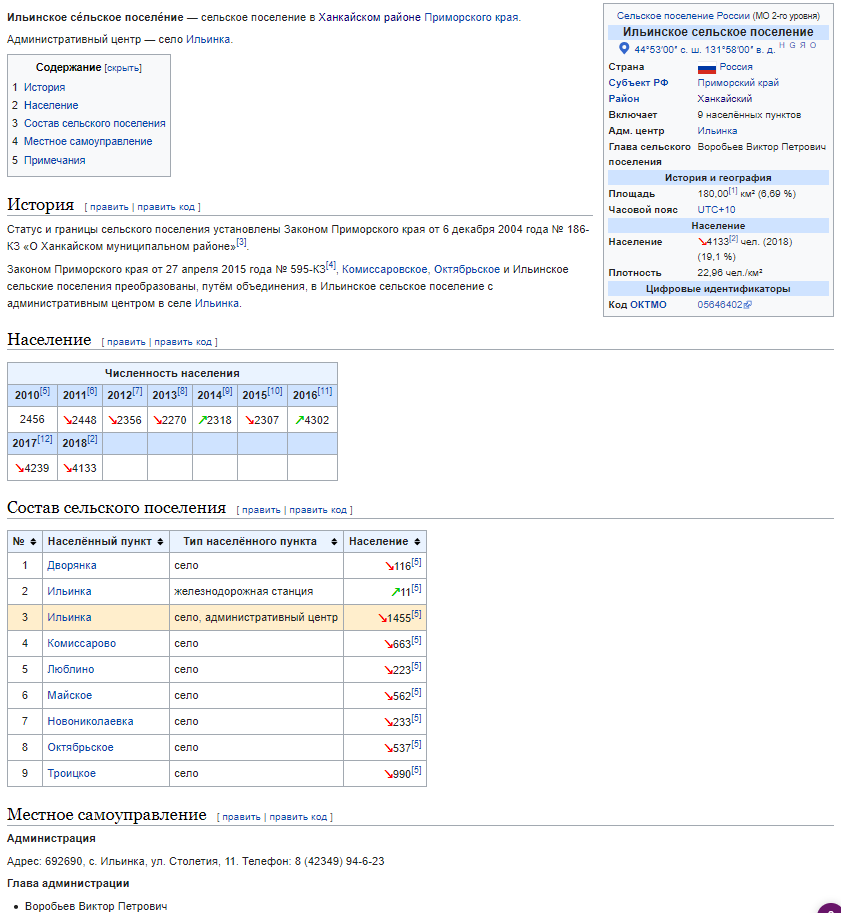 Ильинское се́льское поселе́ние — сельское поселение в Ханкайском районе Приморского края.
Административный центр — село Ильинка.
Содержание [скрыть]
1 История
2 Население
3 Состав сельского поселения
4 Местное самоуправление
5 Примечания
Сельское поселение России (МО 2-го уровня)
Ильинское сельское поселение
44°53′00″ с. ш. 131°58′00″ в. д. H G Я O
Страна Россия
Субъект РФ Приморский край
Район Ханкайский
Включает 9 населённых пунктов
Адм. центр Ильинка
Глава сельского поселения Воробьев Виктор Петрович
История и география
Площадь 180,00[1] км² (6,69 %)
Часовой пояс UTC+10
Население
Население ↘4133[2] чел. (2018)
(19,1 %)
Плотность 22,96 чел./км²
Цифровые идентификаторы
Код ОКТМО 05646402
История [ править | править код ]
Статус и границы сельского поселения установлены Законом Приморского края от 6 декабря 2004 года № 186-
КЗ «О Ханкайском муниципальном районе»[3].
Законом Приморского края от 27 апреля 2015 года № 595-КЗ[4], Комиссаровское, Октябрьское и Ильинское
сельские поселения преобразованы, путём объединения, в Ильинское сельское поселение с
административным центром в селе Ильинка.
Население [ править | править код ]
Численность населения
2010[5] 2011[6] 2012[7] 2013[8] 2014[9] 2015[10] 2016[11]
2456 ↘2448 ↘2356 ↘2270 ↗2318 ↘2307 ↗4302
2017[12] 2018[2]
↘4239 ↘4133
Состав сельского поселения [ править | править код ]
№ Населённый пункт Тип населённого пункта Население
1 Дворянка село ↘116[5]
2 Ильинка железнодорожная станция ↗11[5]
3 Ильинка село, административный центр ↘1455[5]
4 Комиссарово село ↘663[5]
5 Люблино село ↘223[5]
6 Майское село ↘562[5]
7 Новониколаевка село ↘233[5]
8 Октябрьское село ↘537[5]
9 Троицкое село ↘990[5]
Местное самоуправление [ править | править код ]
Администрация
Адрес: 692690, с. Ильинка, ул. Столетия, 11. Телефон: 8 (42349) 94-6-23
Глава администрации
• Воробьев Виктор Петрович